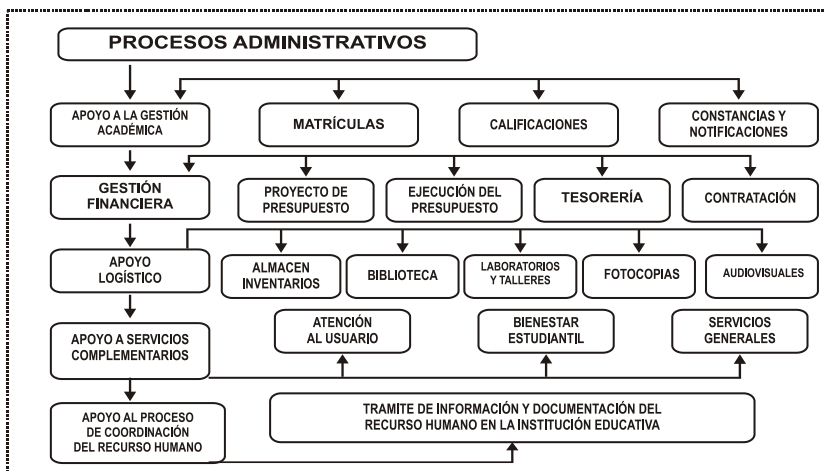 PROCESOS ADMINISTRATIVOS
APOYO A LA GESTIÓN
ACADÉMICA
MATRÍCULAS
CALIFICACIONES
CONSTANCIAS Y
NOTIFICACIONES
GESTIÓN
FINANCIERA
PROYECTO DE
PRESUPUESTO
EJECUCIÓN DEL
PRESUPUESTO
TESORERÍA
CONTRATACIÓN
APOYO
LOGÍSTICO
ALMACEN
INVENTARIOS
BIBLIOTECA
LABORATORIOS
Y TALLERES
FOTOCOPIAS
AUDIOVISUALES
APOYO A SERVICIOS
COMPLEMENTARIOS
ATENCIÓN
AL USUARIO
BIENESTAR
ESTUDIANTIL
SERVICIOS
GENERALES
APOYO AL PROCESO
DE COORDINACIÓN
DEL RECURSO HUMANO
TRAMITE DE INFORMACIÓN Y DOCUMENTACIÓN DEL
RECURSO HUMANO EN LA INSTITUCIÓN EDUCATIVA